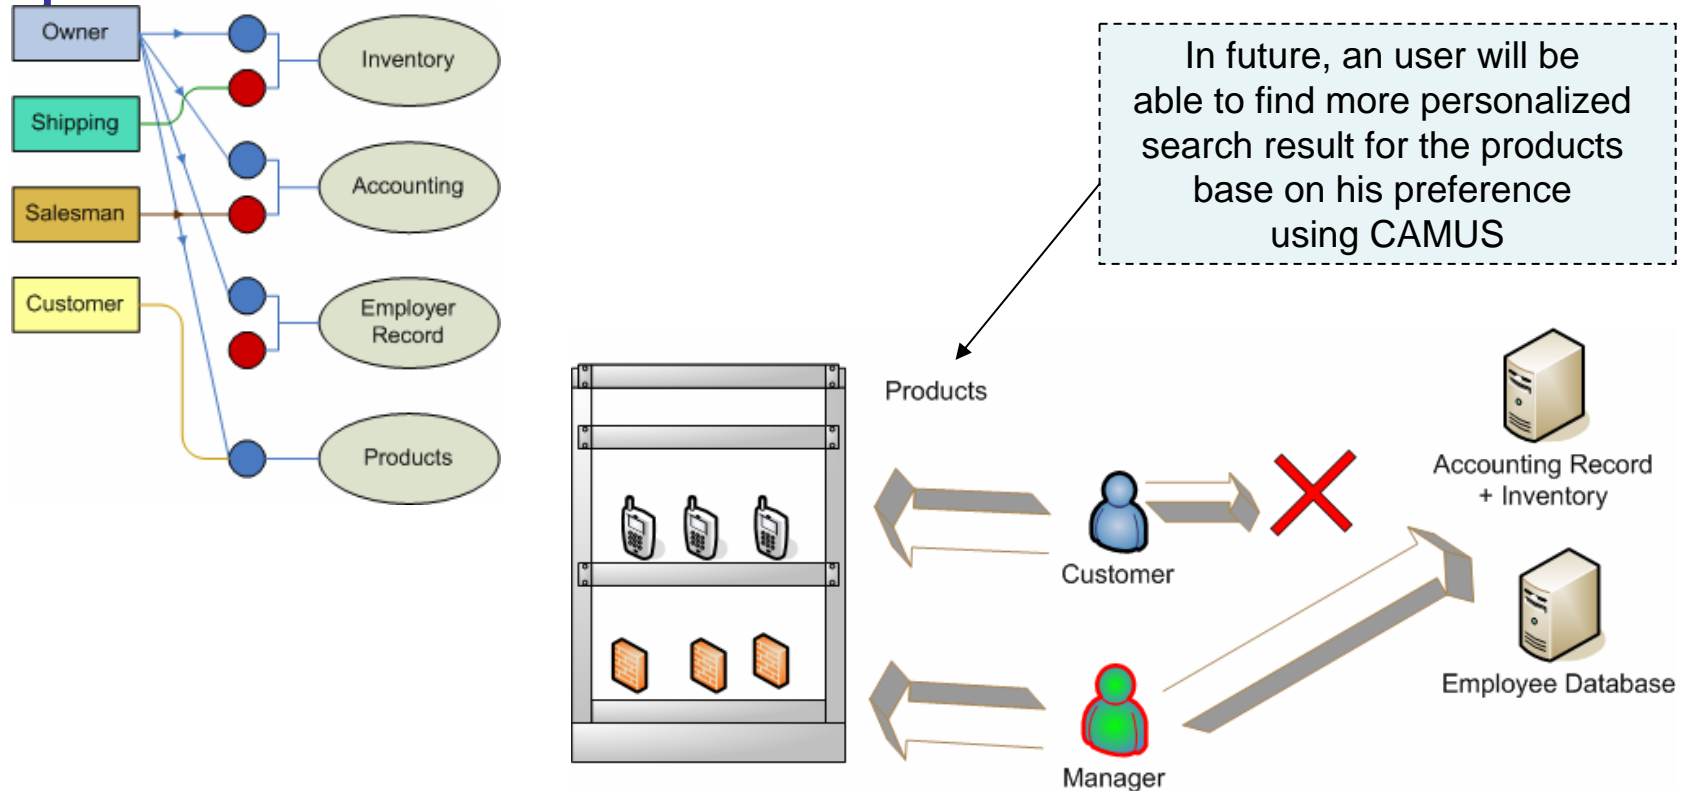 Owner
Inventory
Shipping
Accounting
Salesman
Customer
Employer
Record
Products
In future, an user will be
able to find more personalized
search result for the products
base on his preference
using CAMUS
Products
Accounting Record
+ Inventory
Customer
Employee Database
Manager